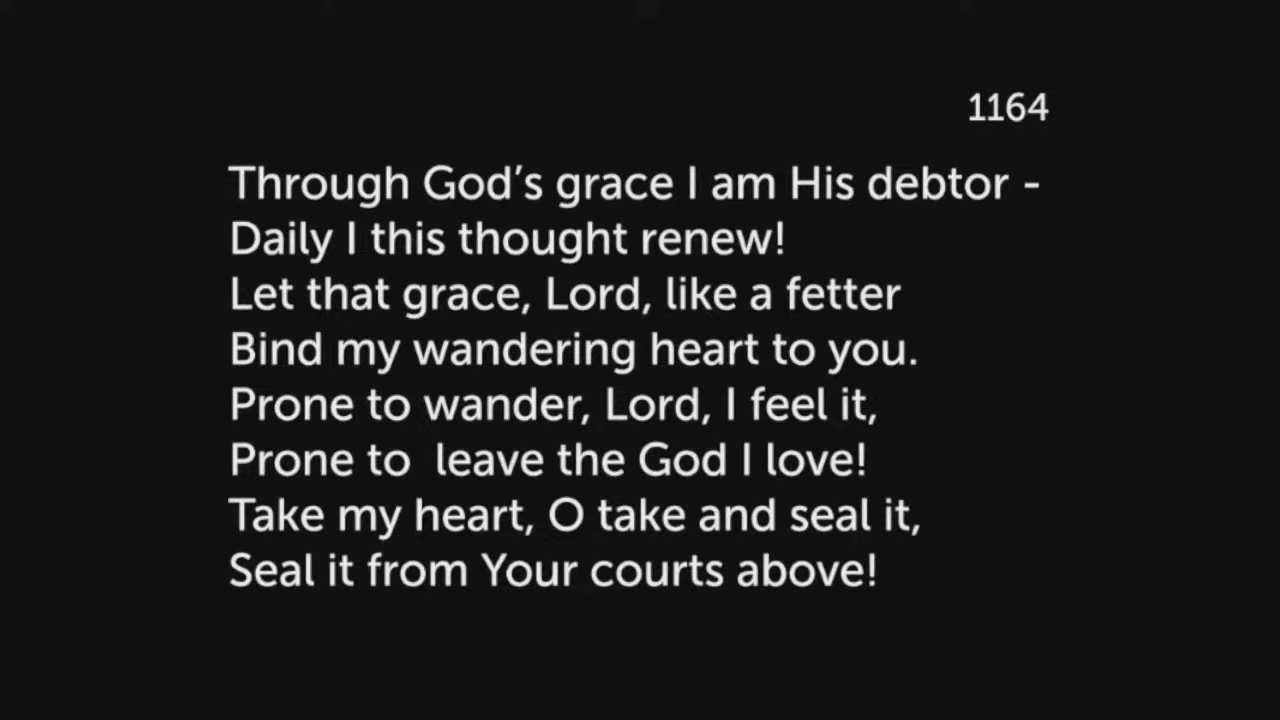 1164
Through God’s grace I am His debtor -
Daily I this thought renew!
Let that grace, Lord, like a fetter
Bind my wandering heart to you.
Prone to wander, Lord, I feel it,
Prone to  leave the God I love!
Take my heart, O take and seal it,
Seal it from Your courts above!